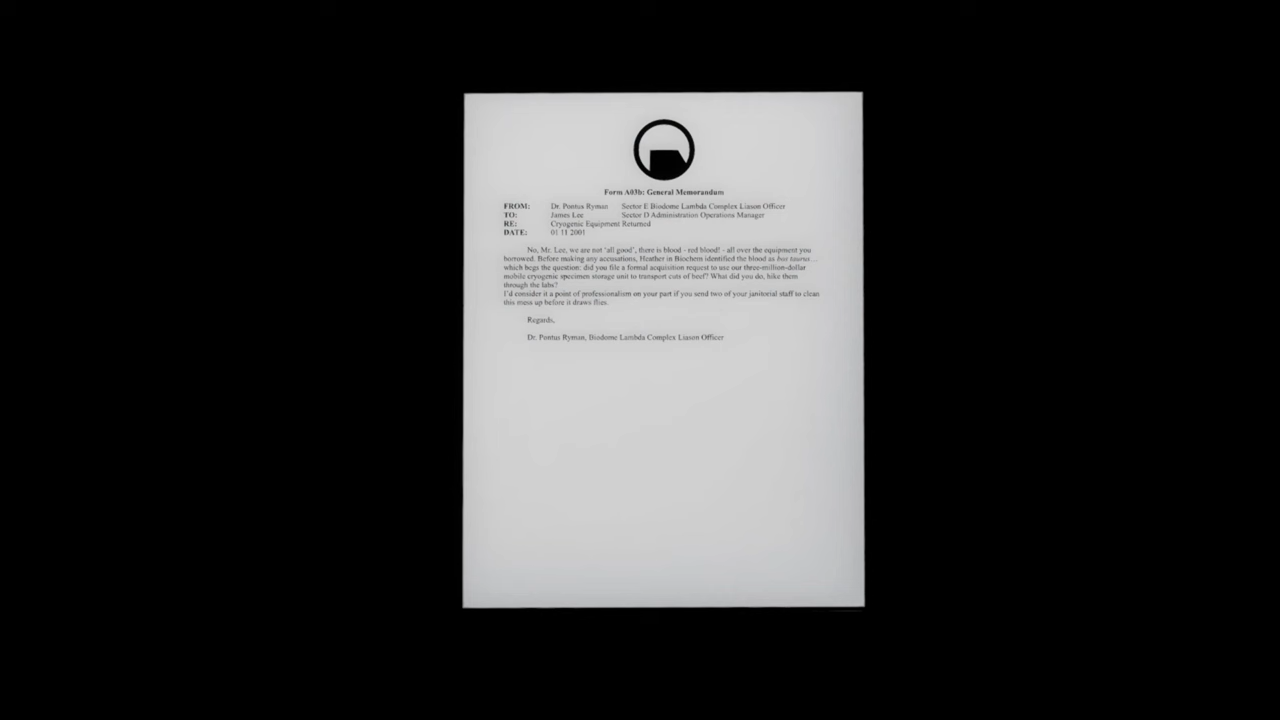 Form A03b: General Memorandum
FROM: Dr. Pontus Ryman Sector E Biodome Lambda Complex Liason Officer
TO: James Lee Sector D Administration Operations Manager
RE: Cryogenic Equipment Returned
DATE: 01 11 2001
No, Mr. Lee, we are not 'all good', there is blood - red blood! - all over the equipment you
borrowed. Before making any accusations, Heather in Biochem identified the blood as bos taurus...
which begs the question: did you file a formal acquisition request to use our three-million-dollar
mobile cryogenic specimen storage unit to transport cuts of beef? What did you do, hike them
through the labs?
I'd consider it a point of professionalism on your part if you send two of your janitorial staff to clean
this mess up before it draws flies.
Regards,
Dr. Pontus Ryman, Biodome Lambda Complex Liason Officer